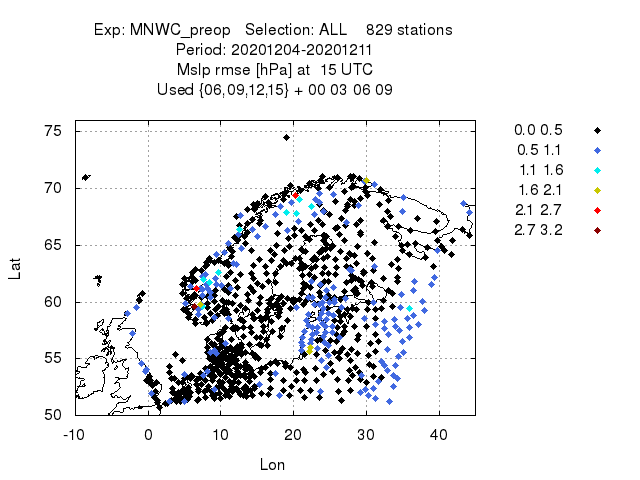 Exp: MNWC_preop   Selection: ALL    829 stations
Period: 20201204-20201211
Mslp rmse [hPa] at  15 UTC
Used {06,09,12,15} + 00 03 06 09
0.0 0.5
0.5 1.1
1.1 1.6
1.6 2.1
2.1 2.7
2.7 3.2
75
70
65
60
55
50
Lat
-10 0 10 20 30 40
Lon